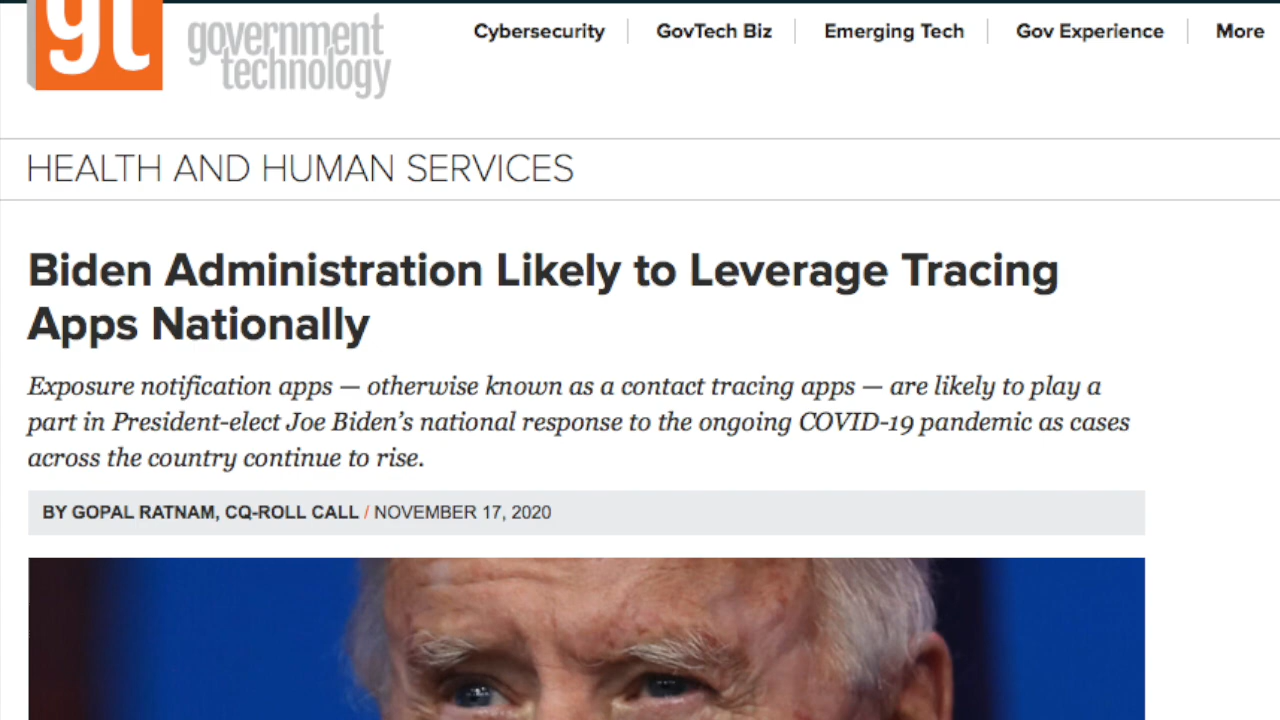 gt government technology
Cybersecurity GovTech Biz Emerging Tech Gov Experience More
HEALTH AND HUMAN SERVICES
Biden Administration Likely to Leverage Tracing
Apps Nationally
Exposure notification apps — otherwise known as a contact tracing apps — are likely to play a
part in President-elect Joe Biden's national response to the ongoing COVID-19 pandemic as cases
across the country continue to rise.
BY GOPAL RATNAM, CQ-ROLL CALL / NOVEMBER 17, 2020